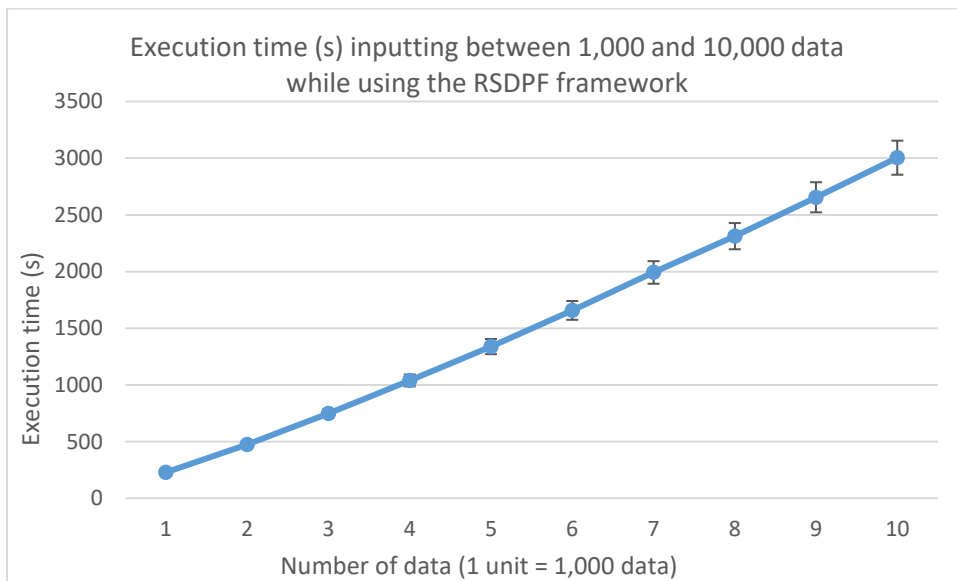 Execution time (s) inputting between 1,000 and 10,000 data
while using the RSDPF framework
3500
3000
2500
2000
1500
1000
500
0
Execution time (s)
1 2 3 4 5 6 7 8 9 10
Number of data (1 unit = 1,000 data)